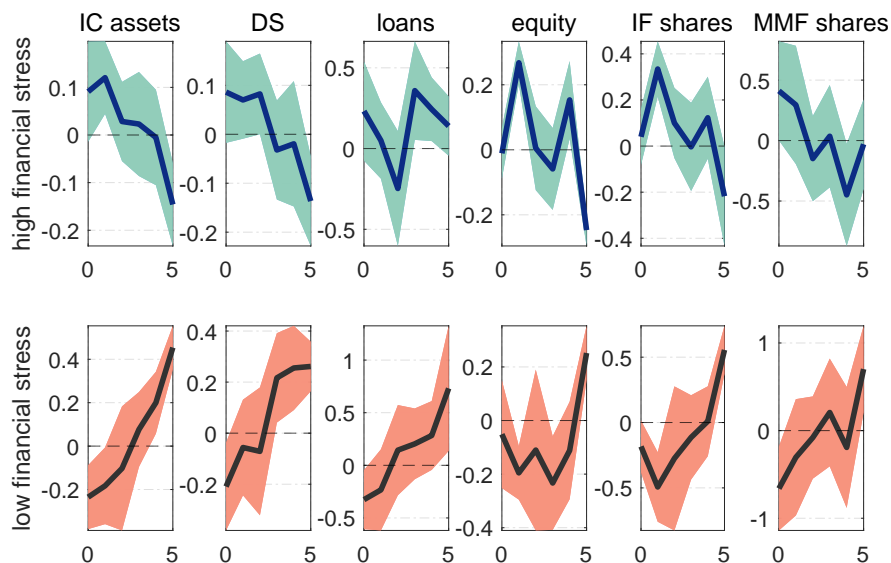 IC assets DS loans equity IF shares MMF shares
high financial stress
0.1 0 -0.1 -0.2
0 5
0.1 0 -0.1 -0.2
0 5
0.5 0 -0.5
0 5
0.2 0 -0.2
0 5
0.4 0.2 0 -0.2 -0.4
0 5
0.5 0 -0.5
0 5
low financial stress
0.4 0.2 0 -0.2
0 5
0.4 0.2 0 -0.2
0 5
1 0.5 0 -0.5
0 5
0.2 0 -0.2 -0.4
0 5
0.5 0 -0.5
0 5
1 0 -1
0 5